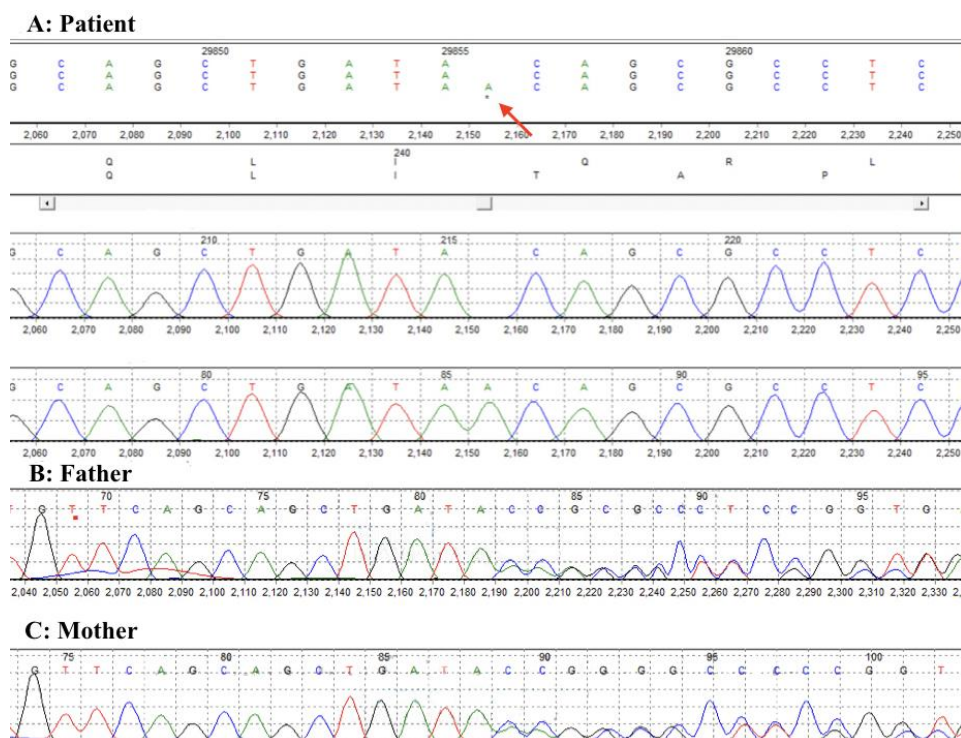 A: Patient
29850 29855 29860
G C A G C T G A T A C A G C G C C T C
G C A G C T G A T A C A G C G C C T C
G C A G C T G A T A A C A G C G C C T C
*
2,060 2,070 2,080 2,090 2,100 2,110 2,120 2,130 2,140 2,150 2,160 2,170 2,180 2,190 2,200 2,210 2,220 2,230 2,240 2,250
240
Q L I Q R L
Q L I T A P
210 215 220
G C A G C T G A T A C A G C G C C T C
2,060 2,070 2,080 2,090 2,100 2,110 2,120 2,130 2,140 2,150 2,160 2,170 2,180 2,190 2,200 2,210 2,220 2,230 2,240 2,250
80 85 90 95
G C A G C T G A T A A C A G C G C C T C
2,060 2,070 2,080 2,090 2,100 2,110 2,120 2,130 2,140 2,150 2,160 2,170 2,180 2,190 2,200 2,210 2,220 2,230 2,240 2,250
B: Father
70 75 80 85 90 95
G T T C A G C A G C T G A T A C C G C G C C C T C C G G T G
2,040 2,050 2,060 2,070 2,080 2,090 2,100 2,110 2,120 2,130 2,140 2,150 2,160 2,170 2,180 2,190 2,200 2,210 2,220 2,230 2,240 2,250 2,260 2,270 2,280 2,290 2,300 2,310 2,320 2,330
C: Mother
75 80 85 90 95 100
G T T C A G C A G C T G A T A C C G G G G C C C C C G G T